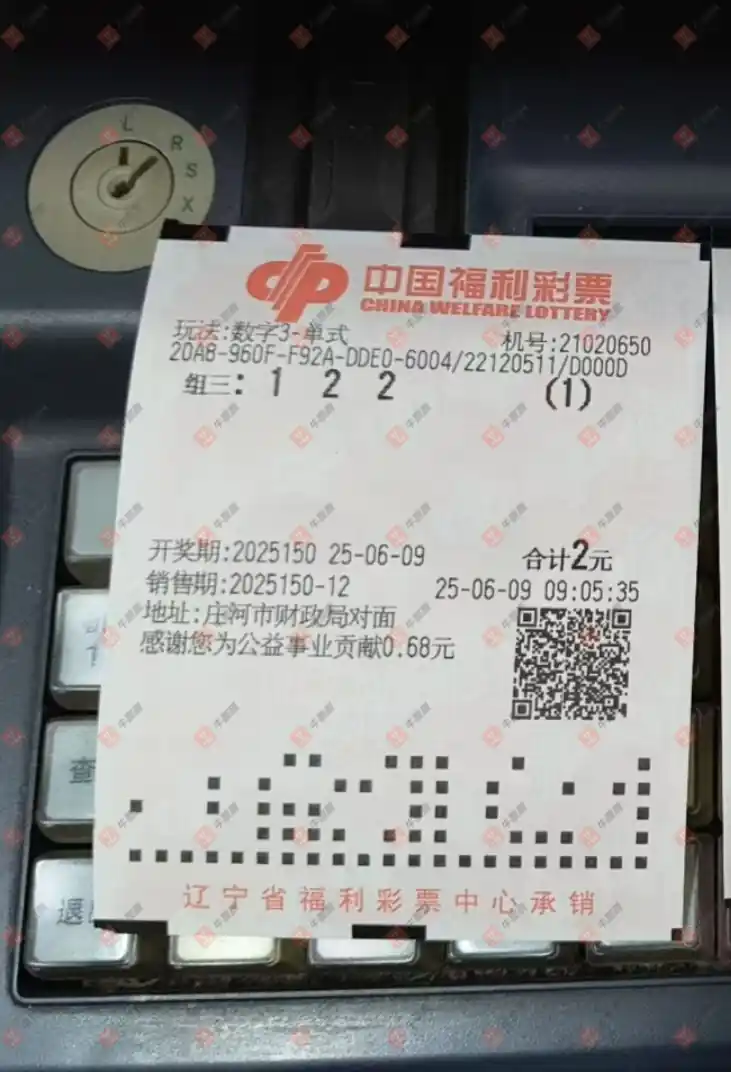 L
R
S
X
中国福利彩票
CHINA WELFARE LOTTERY
玩法:数字3-单式
机号:21020650
20AB-960F-F92A-DDE0-6004/22120511/D000D
组三: 1 2 2 (1)
开奖期:2025150 25-06-09 合计2元
销售期:2025150-12 25-06-09 09:05:35
地址:庄河市财政局对面
感谢您为公益事业贡献0.68元
查
退
辽宁省福利彩票中心承销